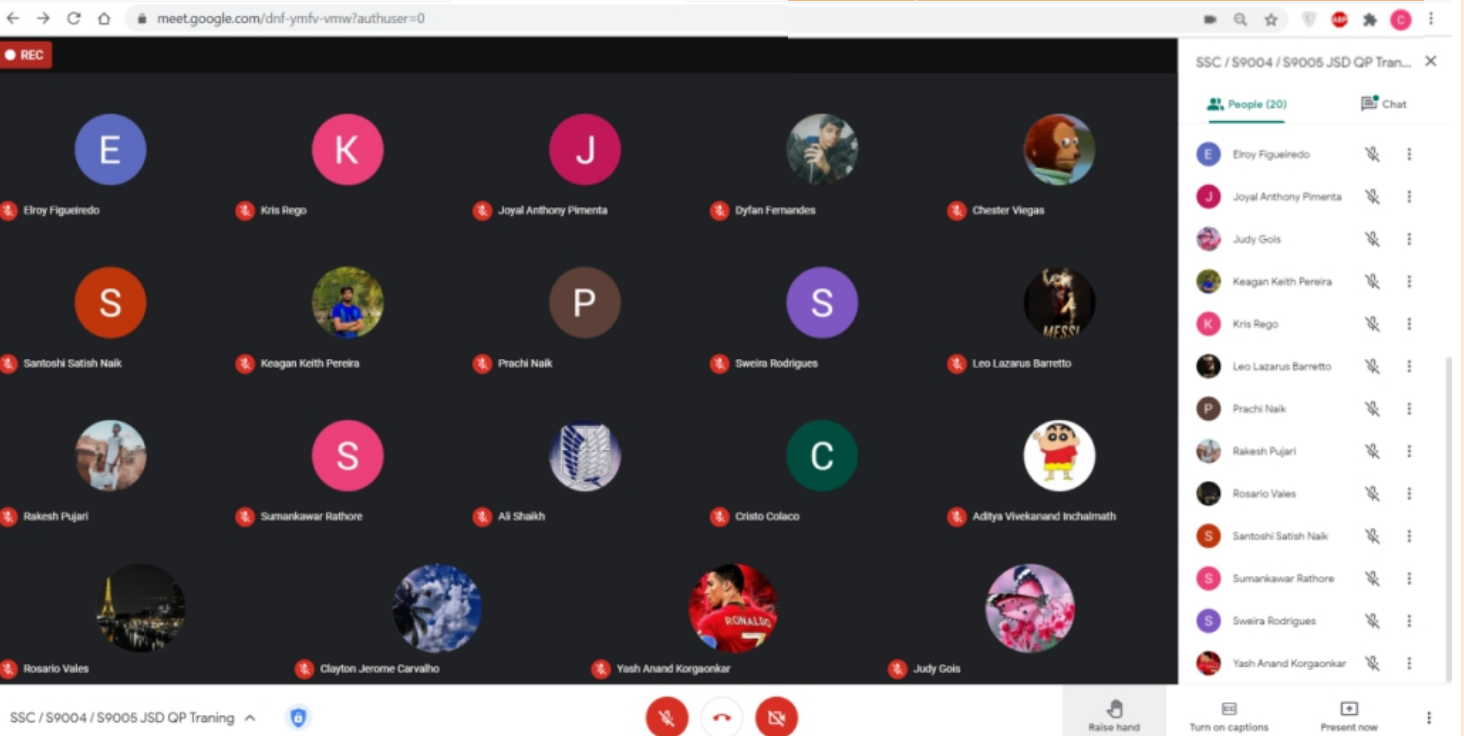 meet.google.com/dnf-ymfv-vmw?authuser=0
ABP
C
REC
E
K
J
Elroy Figueiredo
Kris Rego
Joyal Anthony Pimenta
Dyfan Fernandes
Chester Viegas
S
P
S
MESSI
Santoshi Satish Naik
Keagan Keith Pereira
Prachi Naik
Sweira Rodrigues
Leo Lazarus Barretto
S
C
Rakesh Pujari
Sumankawar Rathore
Ali Shaikh
Cristo Colaco
Aditya Vivekanand Inchalmath
RONALDO
7
Rosario Vales
Clayton Jerome Carvalho
Yash Anand Korgaonkar
Judy Gois
SSC / S9004 / S9005 JSD QP Tran...
People (20)
Chat
E Elroy Figueiredo
J Joyal Anthony Pimenta
Judy Gois
Keagan Keith Pereira
K Kris Rego
Leo Lazarus Barretto
P Prachi Naik
Rakesh Pujari
Rosario Vales
S Santoshi Satish Naik
S Sumankawar Rathore
S Sweira Rodrigues
Yash Anand Korgaonkar
SSC / S9004 / S9005 JSD QP Traning
Raise hand
CC
Turn on captions
Present now